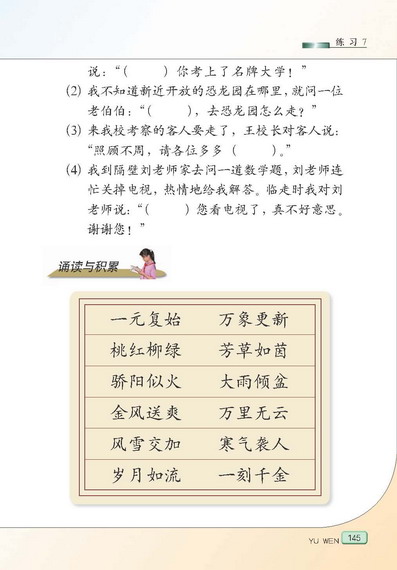 练 习 7
说：“（　　）你考上了名牌大学！”
(2) 我不知道新近开放的恐龙园在哪里，就问一位
老伯伯：“（　　），去恐龙园怎么走？”
(3) 来我校考察的客人要走了，王校长对客人说：
“照顾不周，请各位多多（　　）。”
(4) 我到隔壁刘老师家去问一道数学题，刘老师连
忙关掉电视，热情地给我解答。临走时我对刘
老师说：“（　　）您看电视了，真不好意思。
谢谢您！”
诵读与积累
一元复始　万象更新
桃红柳绿　芳草如茵
骄阳似火　大雨倾盆
金风送爽　万里无云
风雪交加　寒气袭人
岁月如流　一刻千金
YU WEN 145